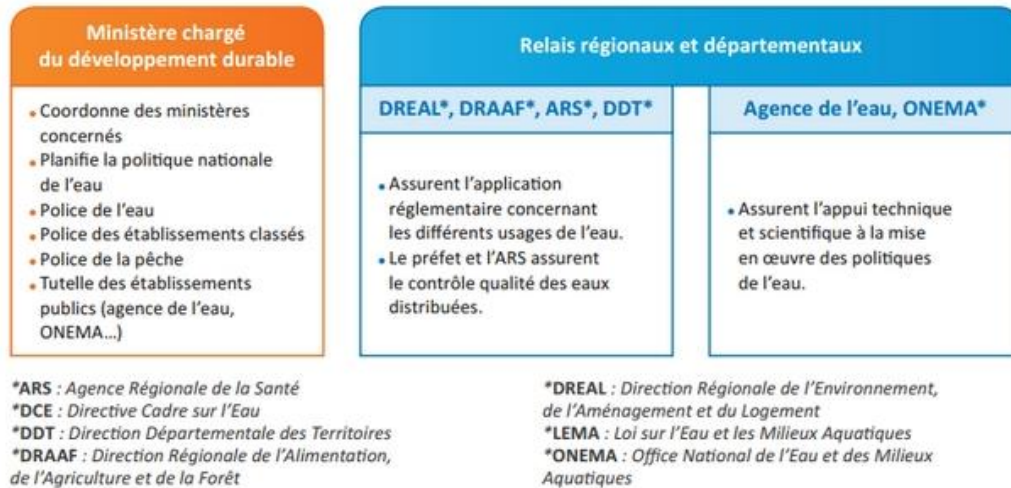 Ministère chargé
du développement durable
• Coordonne des ministères
concernés
• Planifie la politique nationale
de l'eau
• Police de l'eau
• Police des établissements classés
• Police de la pêche
• Tutelle des établissements
publics (agence de l'eau,
ONEMA...)
Relais régionaux et départementaux
DREAL*, DRAAF*, ARS*, DDT*
• Assurent l'application
réglementaire concernant
les différents usages de l'eau.
• Le préfet et l'ARS assurent
le contrôle qualité des eaux
distribuées.
Agence de l'eau, ONEMA*
• Assurent l'appui technique
et scientifique à la mise
en œuvre des politiques
de l'eau.
*ARS : Agence Régionale de la Santé
*DCE : Directive Cadre sur l'Eau
*DDT : Direction Départementale des Territoires
*DRAAF : Direction Régionale de l'Alimentation,
de l'Agriculture et de la Forêt
*DREAL : Direction Régionale de l'Environnement,
de l'Aménagement et du Logement
*LEMA : Loi sur l'Eau et les Milieux Aquatiques
*ONEMA : Office National de l'Eau et des Milieux
Aquatiques